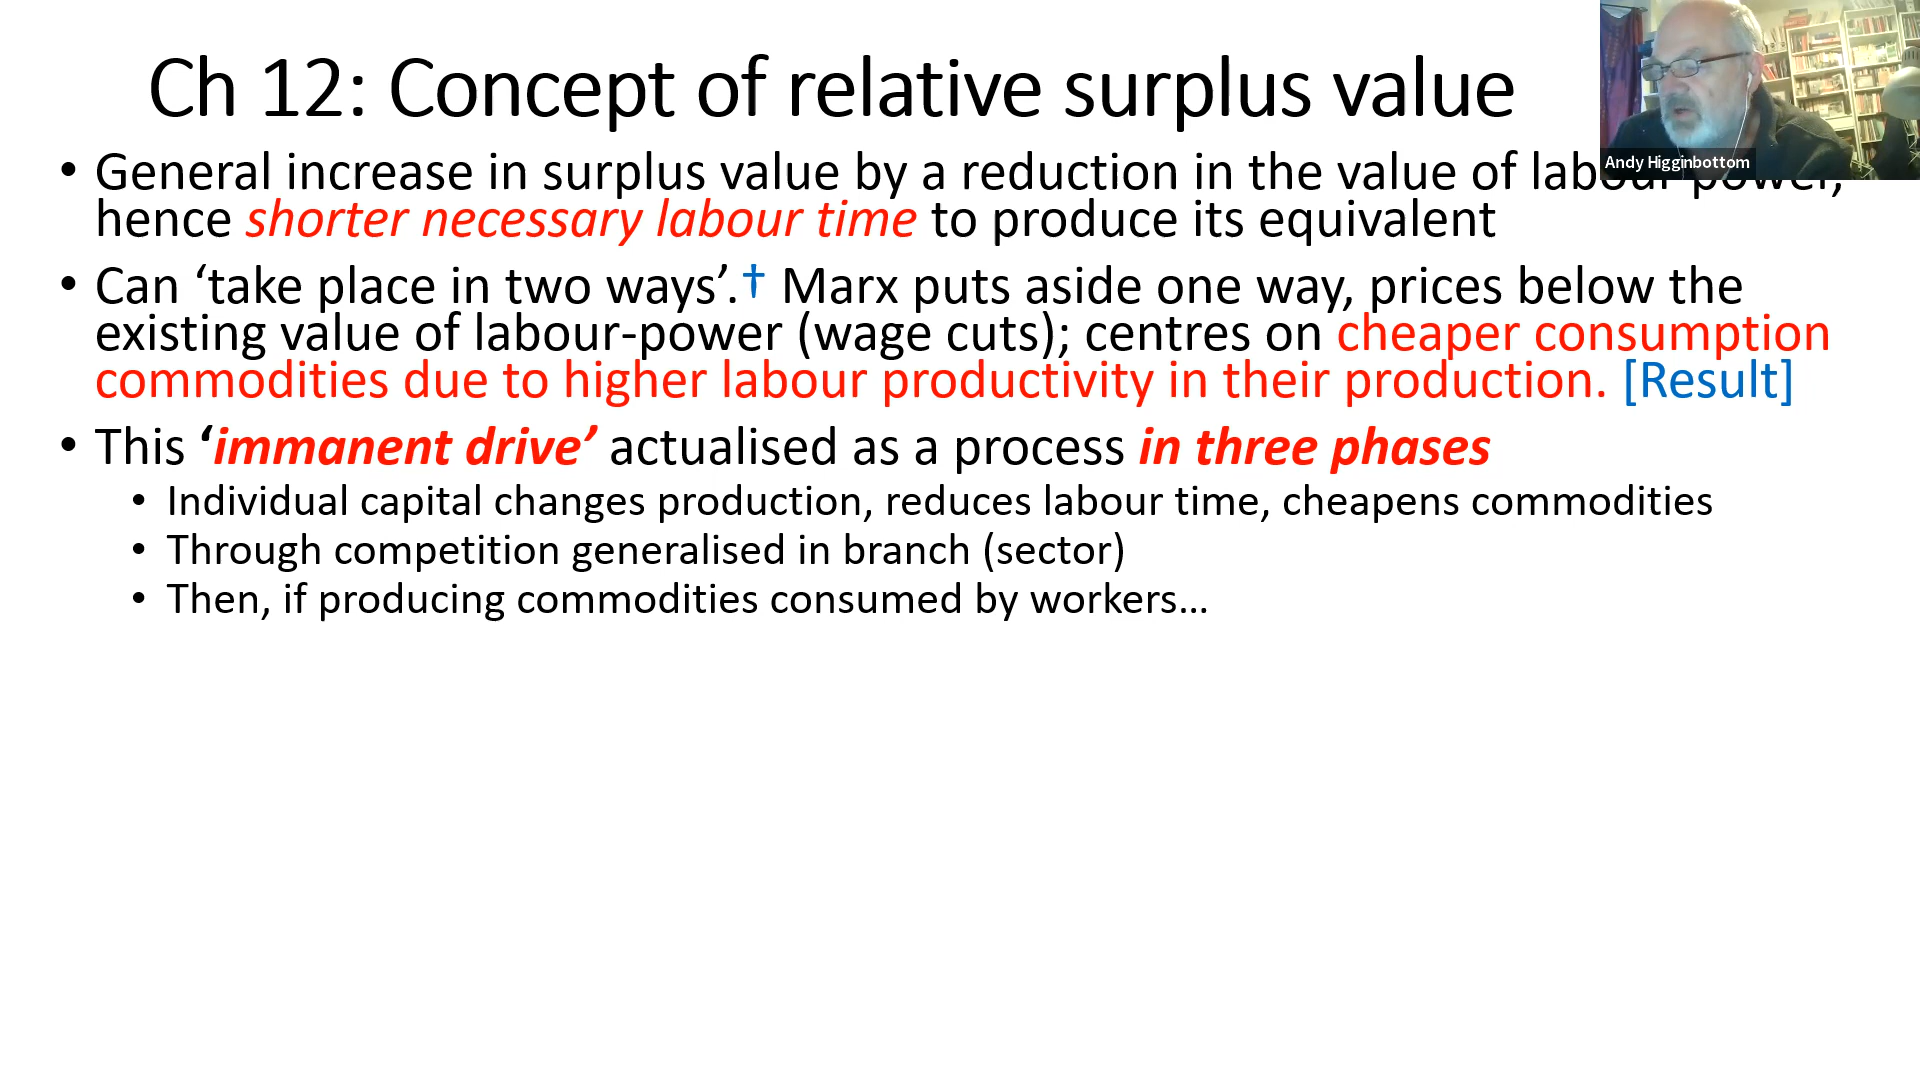 Ch 12: Concept of relative surplus value
Andy Higginbottom
• General increase in surplus value by a reduction in the value of labour-power,
hence shorter necessary labour time to produce its equivalent
• Can ‘take place in two ways’.† Marx puts aside one way, prices below the
existing value of labour-power (wage cuts); centres on cheaper consumption
commodities due to higher labour productivity in their production. [Result]
• This ‘immanent drive’ actualised as a process in three phases
• Individual capital changes production, reduces labour time, cheapens commodities
• Through competition generalised in branch (sector)
• Then, if producing commodities consumed by workers…